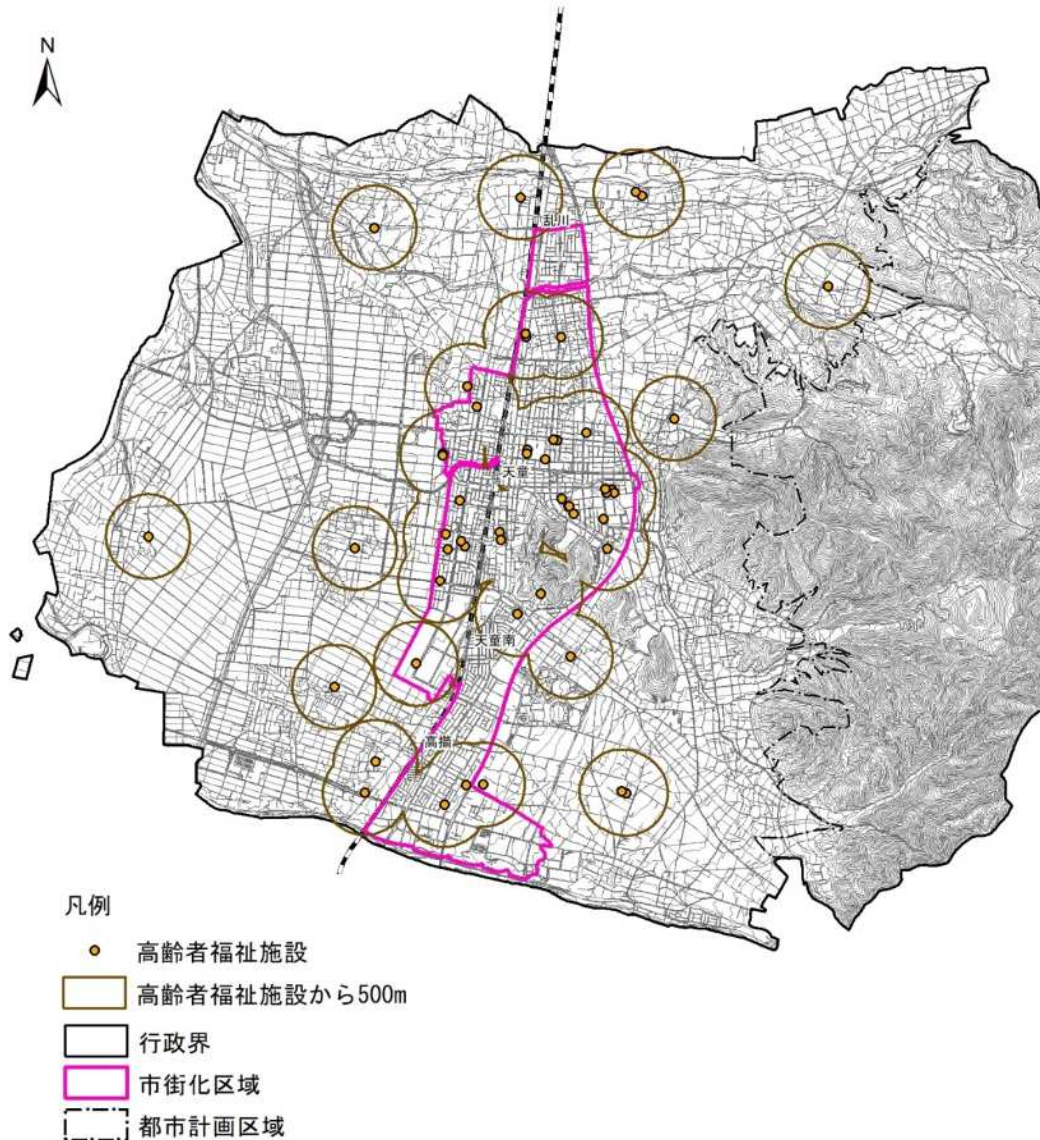 N
乱川
天童
天童南
高擶
凡例
高齢者福祉施設
高齢者福祉施設から500m
行政界
市街化区域
都市計画区域